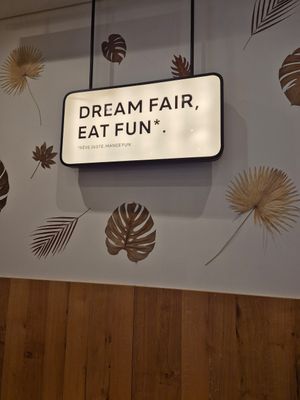 DREAM FAIR,
EAT FUN*.
*RÊVE JUSTE, MANGE FUN